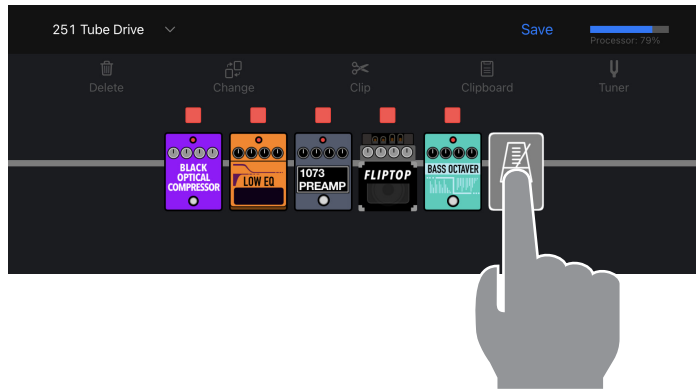 251 Tube Drive
Save
Processor: 79%
Delete
Change
Clip
Clipboard
Tuner
BLACK
OPTICAL
COMPRESSOR
LOW EQ
1073
PREAMP
FLIPTOP
BASS OCTAVER